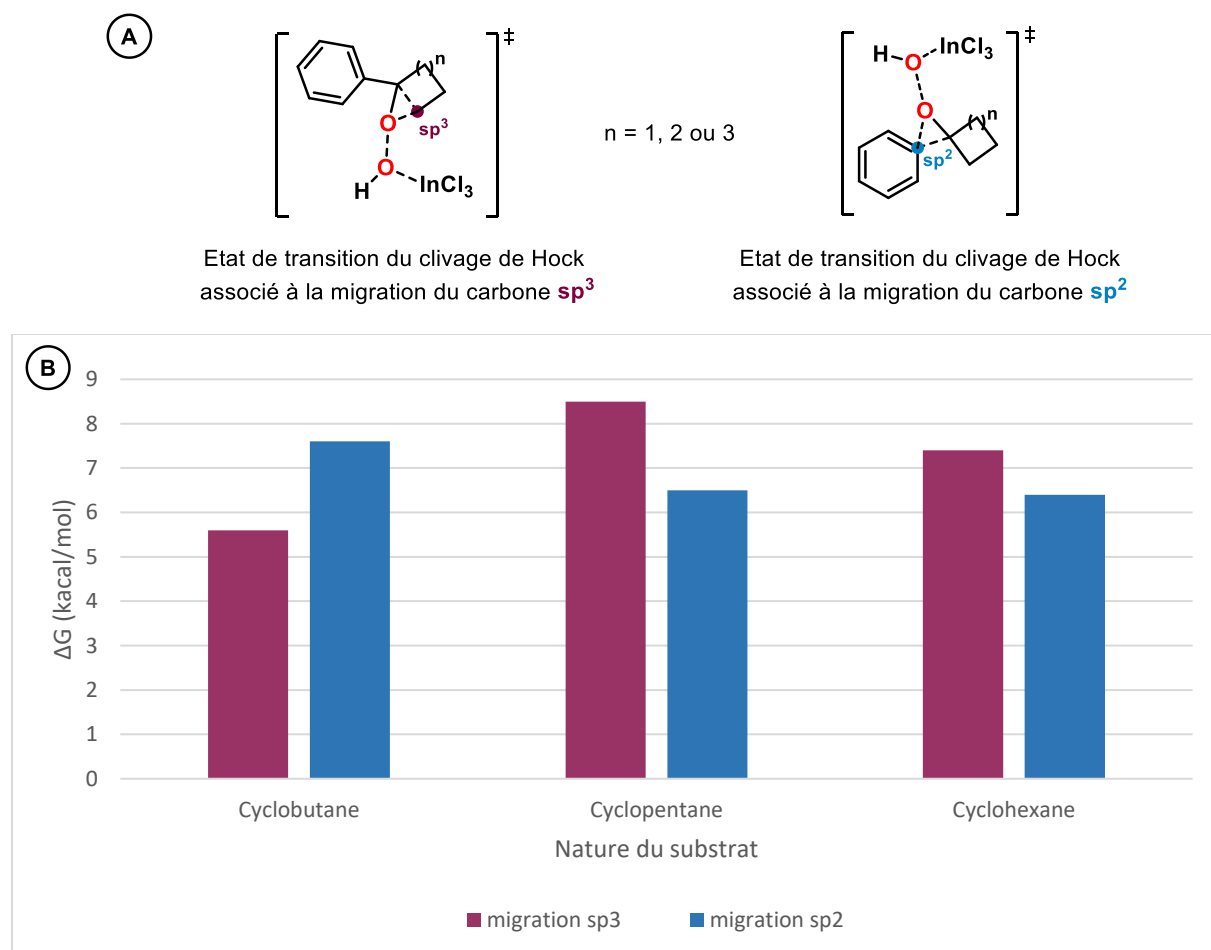 A
‡
‡
n
O
sp³
O
H
InCl₃
n = 1, 2 ou 3
H
O
InCl₃
O
n
sp²
Etat de transition du clivage de Hock
associé à la migration du carbone sp³
Etat de transition du clivage de Hock
associé à la migration du carbone sp²
B
ΔG (kacal/mol)
9
8
7
6
5
4
3
2
1
0
Cyclobutane
Cyclopentane
Cyclohexane
Nature du substrat
migration sp3
migration sp2